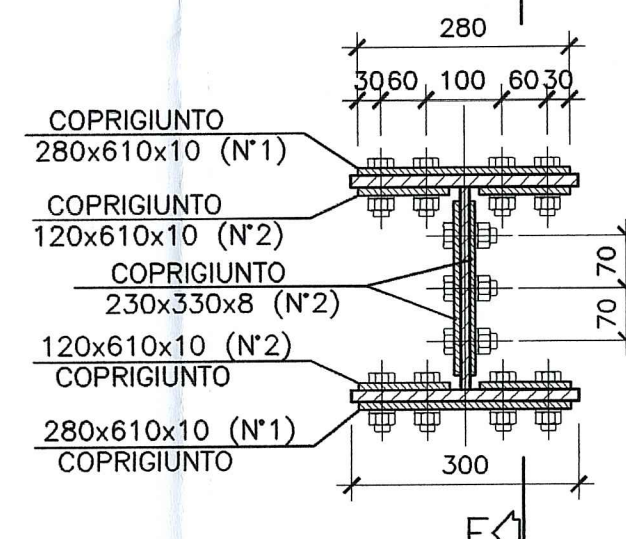 280
30 60 100 60 30
COPRIGIUNTO
280x610x10 (N°1)
COPRIGIUNTO
120x610x10 (N°2)
COPRIGIUNTO
230x330x8 (N°2)
70
70
120x610x10 (N°2)
COPRIGIUNTO
280x610x10 (N°1)
COPRIGIUNTO
300
E